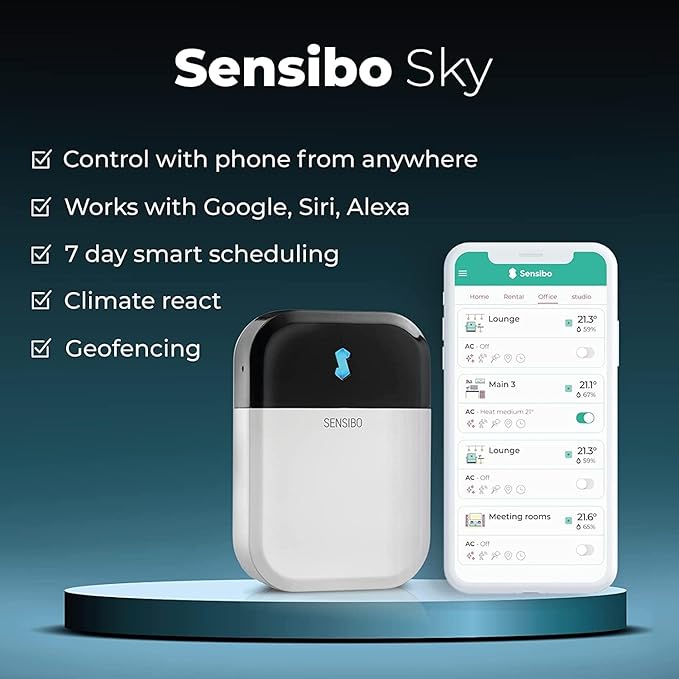 Sensibo Sky
Control with phone from anywhere
Works with Google, Siri, Alexa
7 day smart scheduling
Climate react
Geofencing
SENSIBO
Sensibo
Home Rental Office studio
Lounge 21.3°
59%
AC - Off
Main 3 21.1°
67%
AC - Heat medium 21°
Lounge 21.3°
59%
AC - Off
Meeting rooms 21.6°
65%
AC - Off